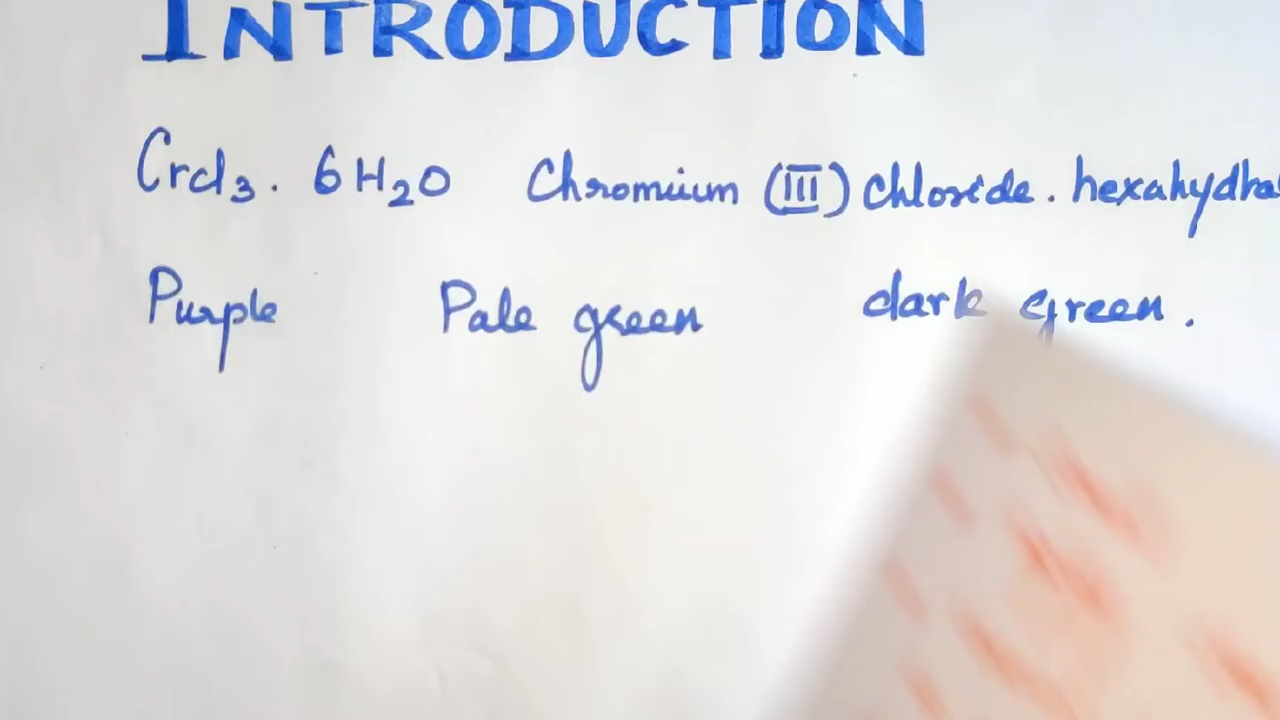 INTRODUCTION
Crcl3. 6H2O Chromium (III) chloride. hexahydra
Purple Pale green dark green.